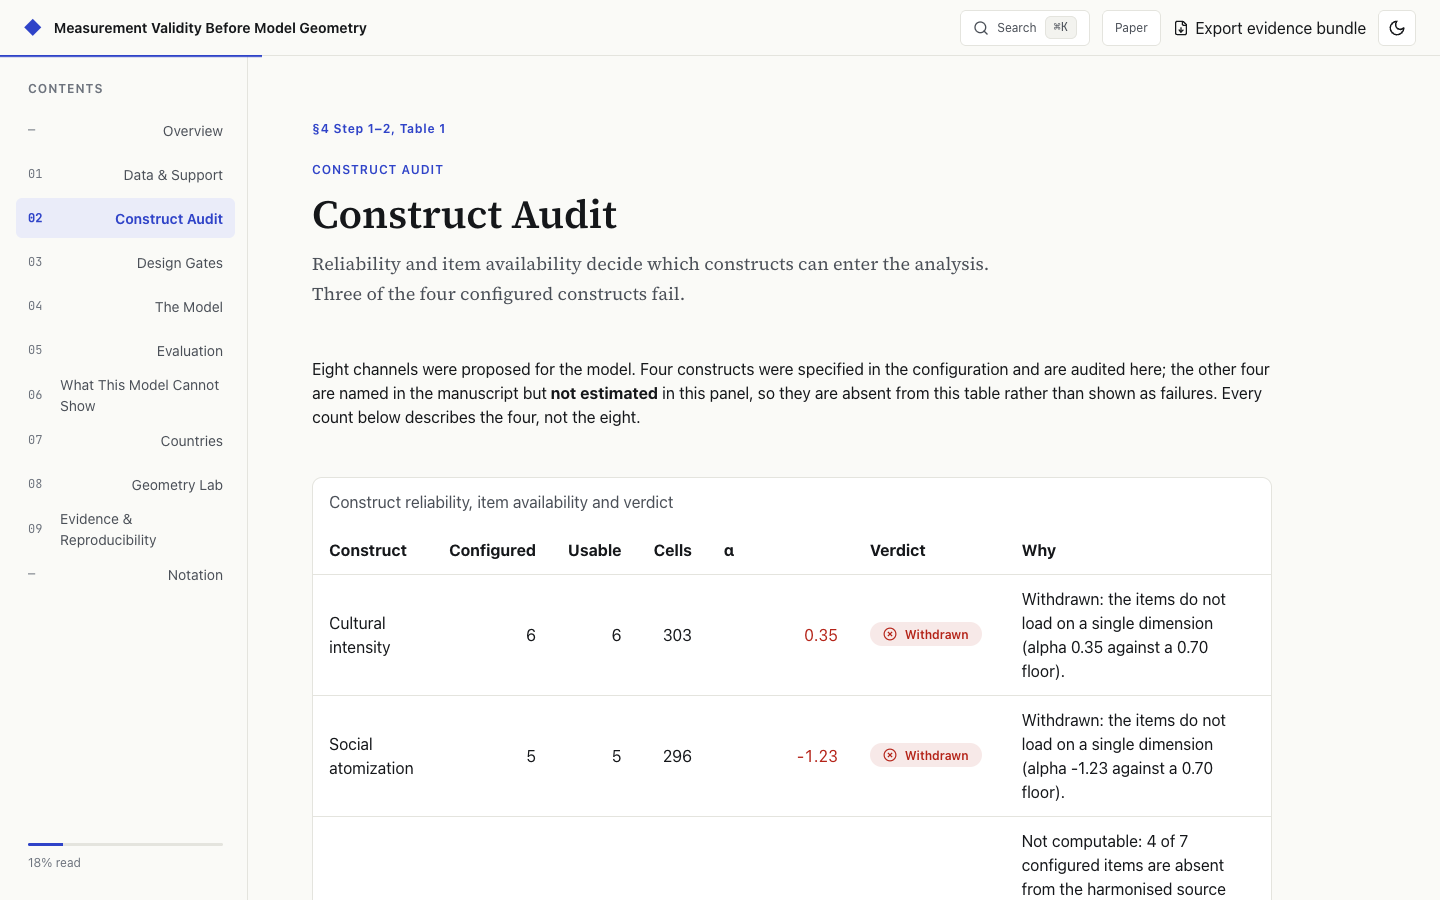 Measurement Validity Before Model Geometry
Search ⌘K
Paper
Export evidence bundle
CONTENTS
— Overview
01 Data & Support
02 Construct Audit
03 Design Gates
04 The Model
05 Evaluation
06 What This Model Cannot
Show
07 Countries
08 Geometry Lab
09 Evidence &
Reproducibility
— Notation
18% read
§4 Step 1–2, Table 1
CONSTRUCT AUDIT
Construct Audit
Reliability and item availability decide which constructs can enter the analysis.
Three of the four configured constructs fail.
Eight channels were proposed for the model. Four constructs were specified in the configuration and are audited here; the other four
are named in the manuscript but not estimated in this panel, so they are absent from this table rather than shown as failures. Every
count below describes the four, not the eight.
Construct reliability, item availability and verdict
Construct Configured Usable Cells α Verdict Why
Cultural
intensity
6 6 303 0.35 Withdrawn
Withdrawn: the items do not
load on a single dimension
(alpha 0.35 against a 0.70
floor).
Social
atomization
5 5 296 -1.23 Withdrawn
Withdrawn: the items do not
load on a single dimension
(alpha -1.23 against a 0.70
floor).
Not computable: 4 of 7
configured items are absent
from the harmonised source